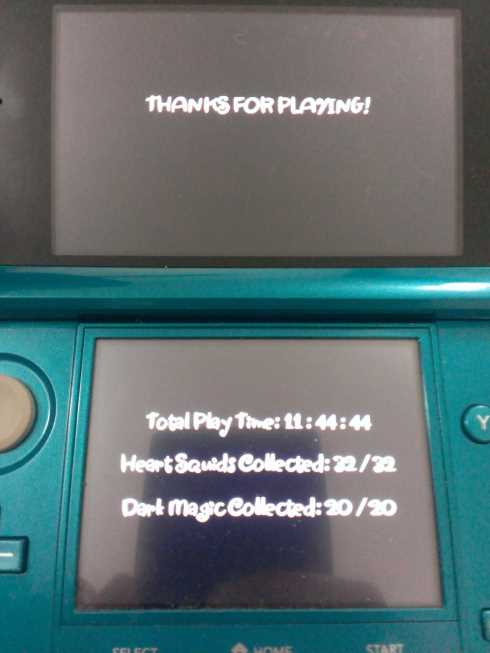 THANKS FOR PLAYING!
Total Play Time: 11 : 44 : 44
Heart Squids Collected: 32 / 32
Dark Magic Collected: 20 / 20
Y
SELECT
HOME
START